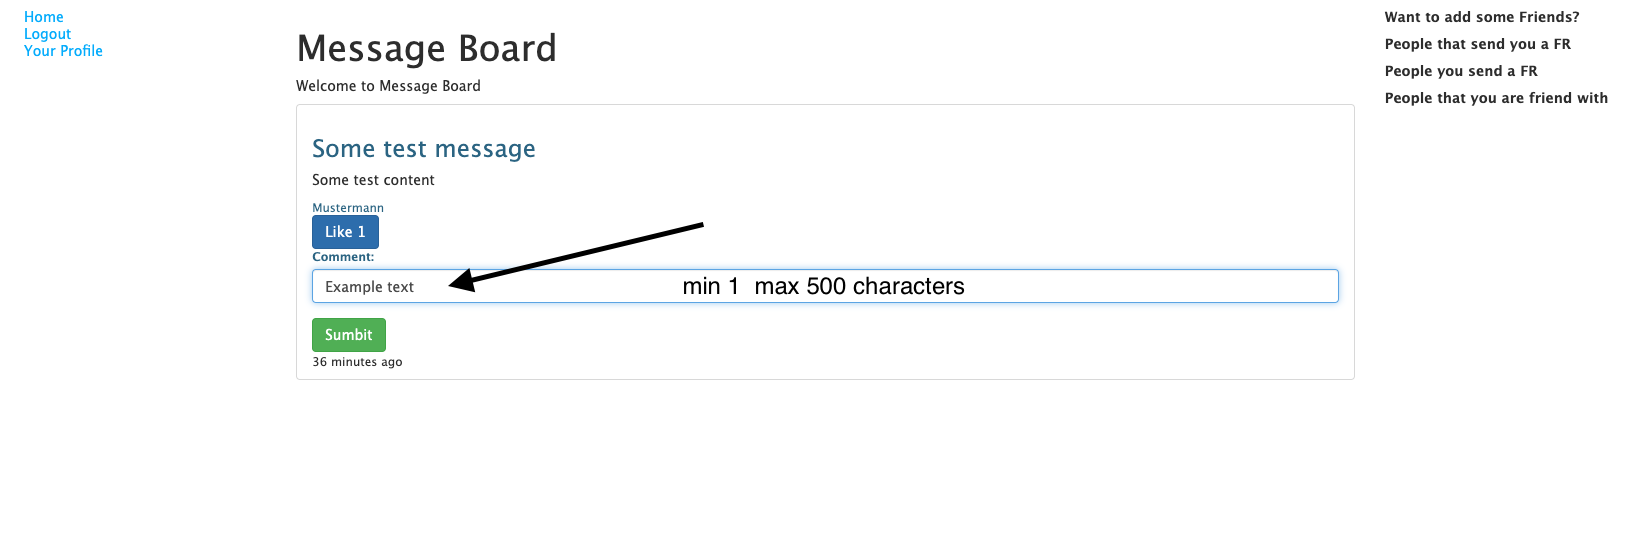 Home
Logout
Your Profile
Message Board
Welcome to Message Board
Some test message
Some test content
Mustermann
Like 1
Comment:
Example text
min 1  max 500 characters
Sumbit
36 minutes ago
Want to add some Friends?
People that send you a FR
People you send a FR
People that you are friend with